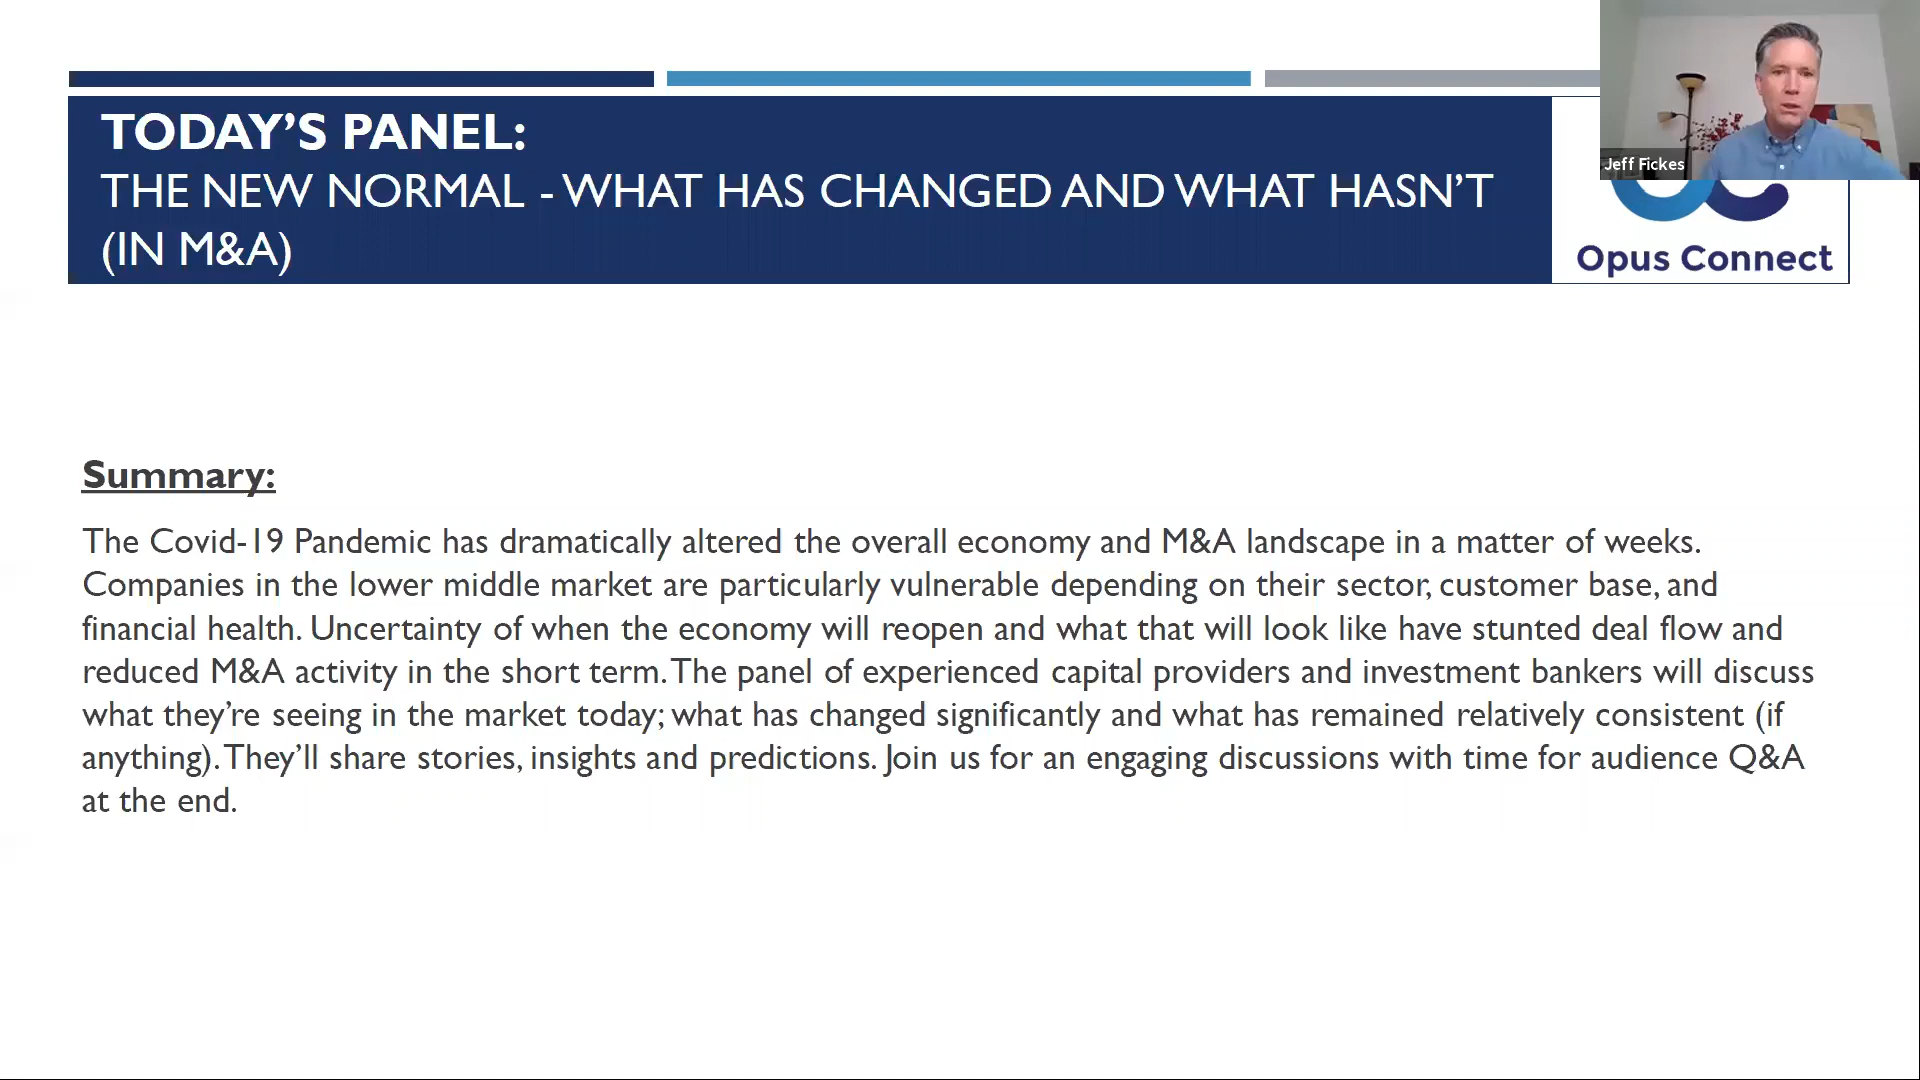 TODAY’S PANEL:
THE NEW NORMAL - WHAT HAS CHANGED AND WHAT HASN’T
(IN M&A)
Jeff Fickes
Opus Connect
Summary:
The Covid-19 Pandemic has dramatically altered the overall economy and M&A landscape in a matter of weeks.
Companies in the lower middle market are particularly vulnerable depending on their sector, customer base, and
financial health. Uncertainty of when the economy will reopen and what that will look like have stunted deal flow and
reduced M&A activity in the short term. The panel of experienced capital providers and investment bankers will discuss
what they’re seeing in the market today; what has changed significantly and what has remained relatively consistent (if
anything). They’ll share stories, insights and predictions. Join us for an engaging discussions with time for audience Q&A
at the end.